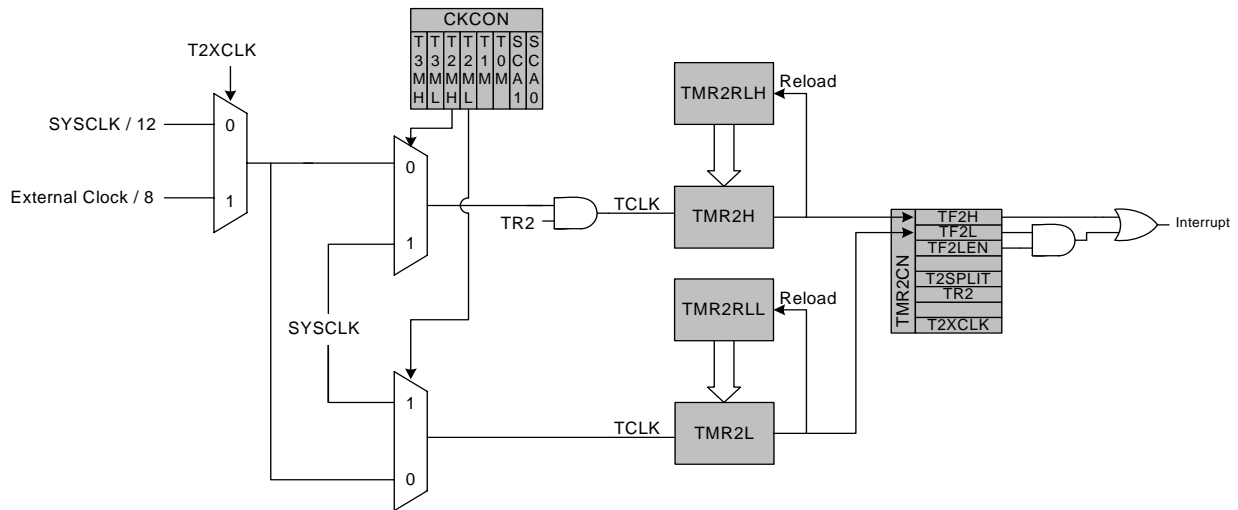 CKCON
T3MH
T3ML
T2MH
T2ML
T1M
T0M
SCA1
SCA0
T2XCLK
SYSCLK / 12
0
External Clock / 8
1
0
1
TR2
TCLK
TMR2RLH
Reload
TMR2H
SYSCLK
1
0
TCLK
TMR2RLL
Reload
TMR2L
TMR2CN
TF2H
TF2L
TF2LEN
T2SPLIT
TR2
T2XCLK
Interrupt